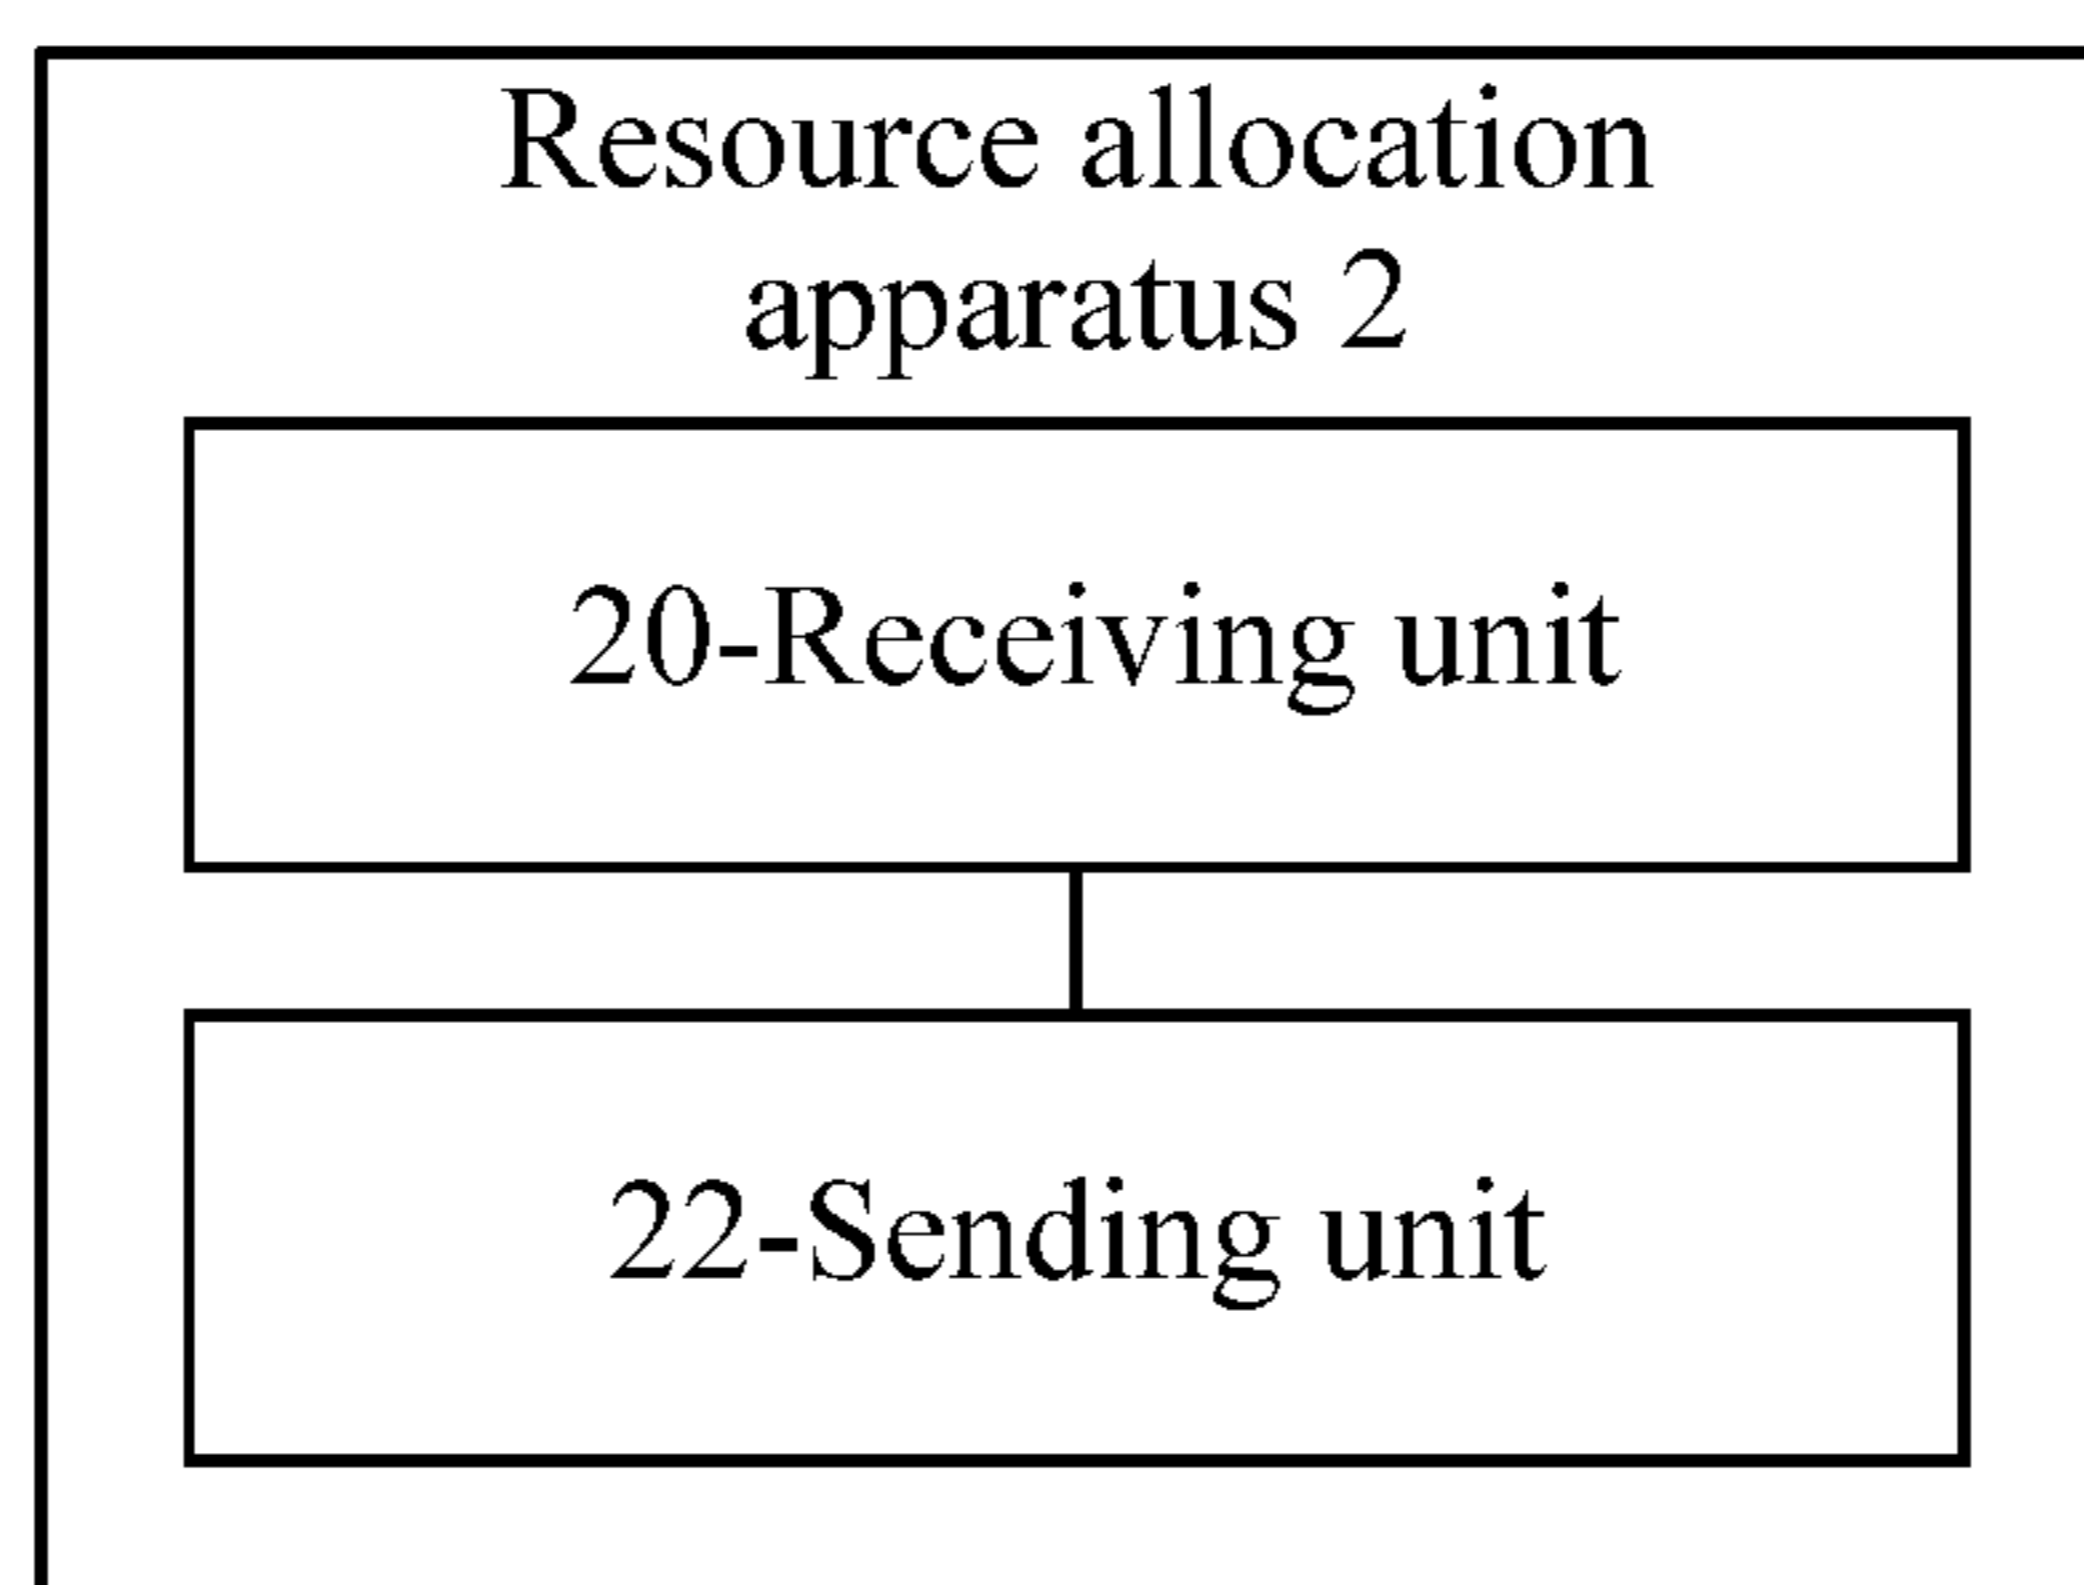 Resource allocation
apparatus 2
20-Receiving unit
22-Sending unit